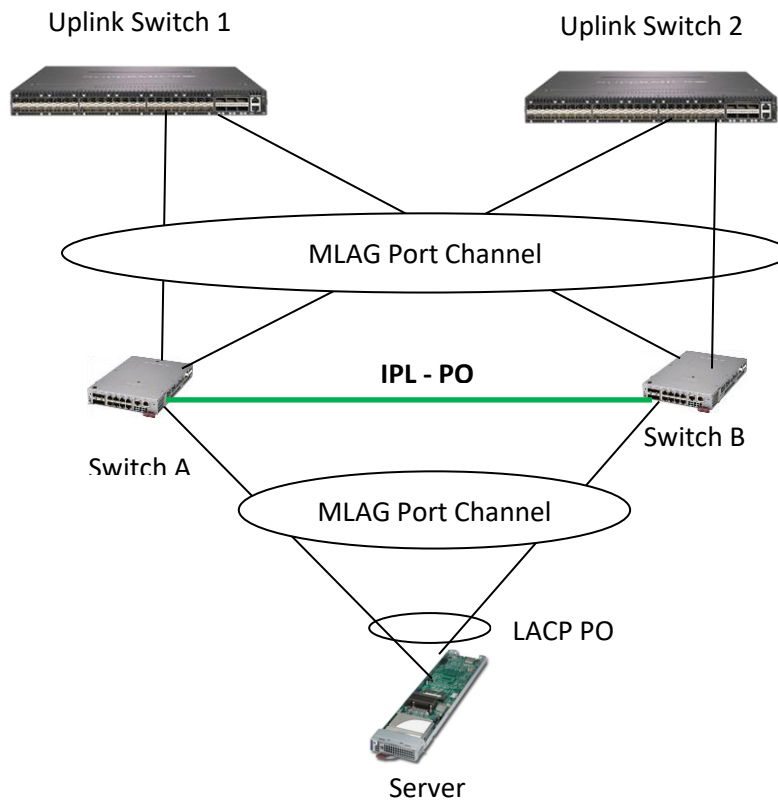 Uplink Switch 1
Uplink Switch 2
MLAG Port Channel
IPL - PO
Switch A
Switch B
MLAG Port Channel
LACP PO
Server